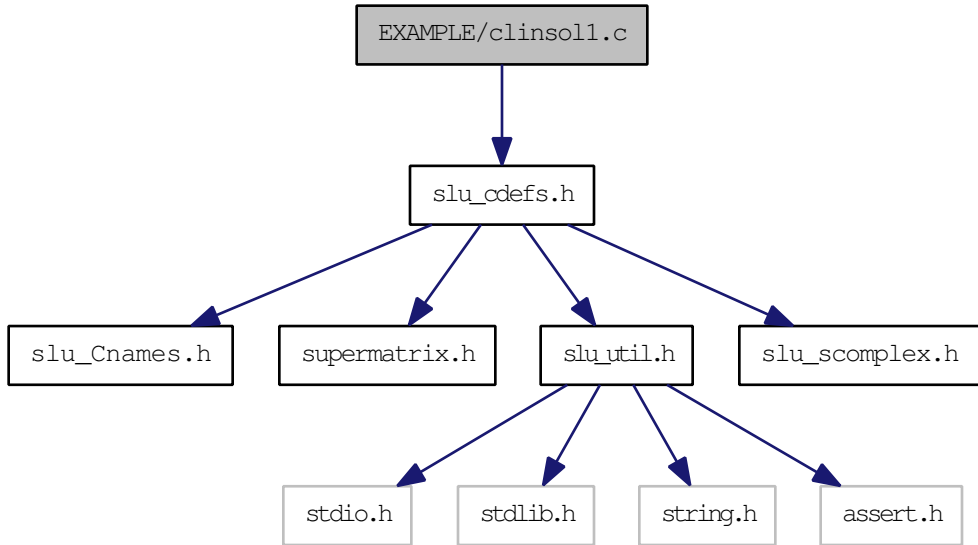 EXAMPLE/clinsol1.c
slu_cdefs.h
slu_Cnames.h
supermatrix.h
slu_util.h
slu_scomplex.h
stdio.h
stdlib.h
string.h
assert.h